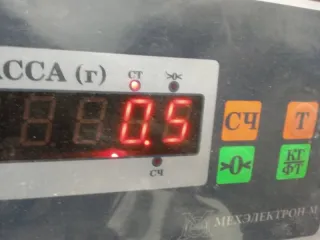 АССА (г)
СТ >0<
0.5
СЧ
СЧ Т
>0< КТ/ФТ
МЕХЭЛЕКТРОН-М